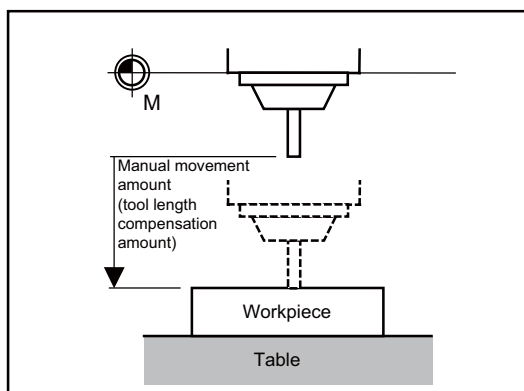 M
Manual movement
amount
(tool length
compensation
amount)
Workpiece
Table